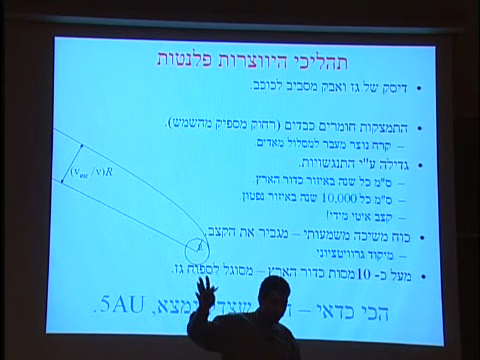 תהליכי היווצרות פלנטות
• דיסק של גז ואבק מסביב לכוכב.
• התמצקות חומרים כבדים (רחוק מספיק מהשמש).
– קרח נוצר מעבר למסלול מאדים.
• גדילה ע"י התנגשויות.
– ס"מ כל שנה באיזור כדור הארץ
– ס"מ כל 10,000 שנה באיזור נפטון
– קצב איטי מידי!
• כוח משיכה משמעותי – מגביר את הקצב.
– מיקוד גרוויטציוני
• מעל כ- 10 מסות כדור הארץ – מסוגל לספוח גז.
הכי כדאי – נמצא, 5AU.
(v_esc/v)R
R